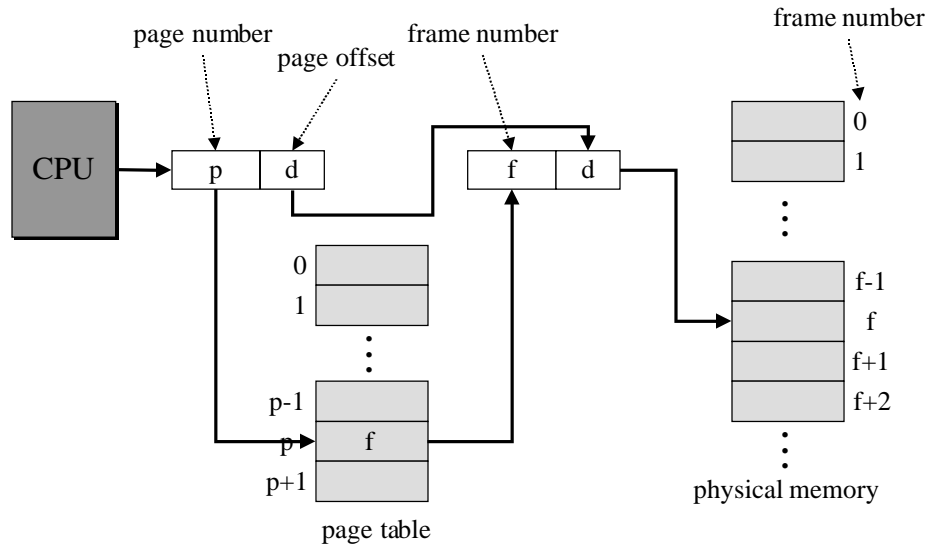 page number
page offset
frame number
frame number
CPU
p d
f d
0
1
0
1
p-1
p f
p+1
page table
f-1
f
f+1
f+2
physical memory